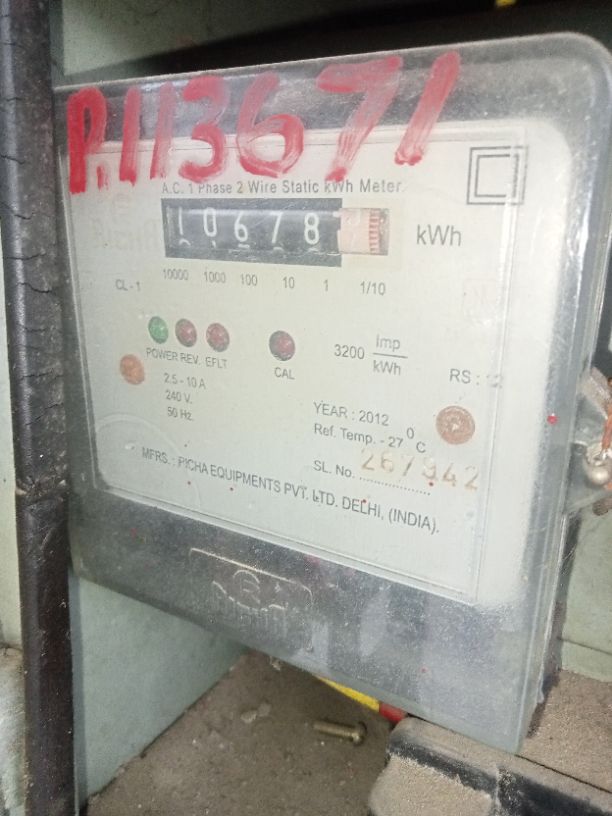 P.113671
A.C. 1 Phase 2 Wire Static kWh Meter.
10678 kWh
10000 1000 100 10 1 1/10
CL - 1
3200 Imp/kWh
POWER REV. EFLT CAL
RS : 12
2.5 - 10 A
240 V.
50 Hz.
YEAR : 2012
Ref. Temp. - 27 0C
SL. No. 267942
MFRS. : PICHA EQUIPMENTS PVT. LTD. DELHI, (INDIA).